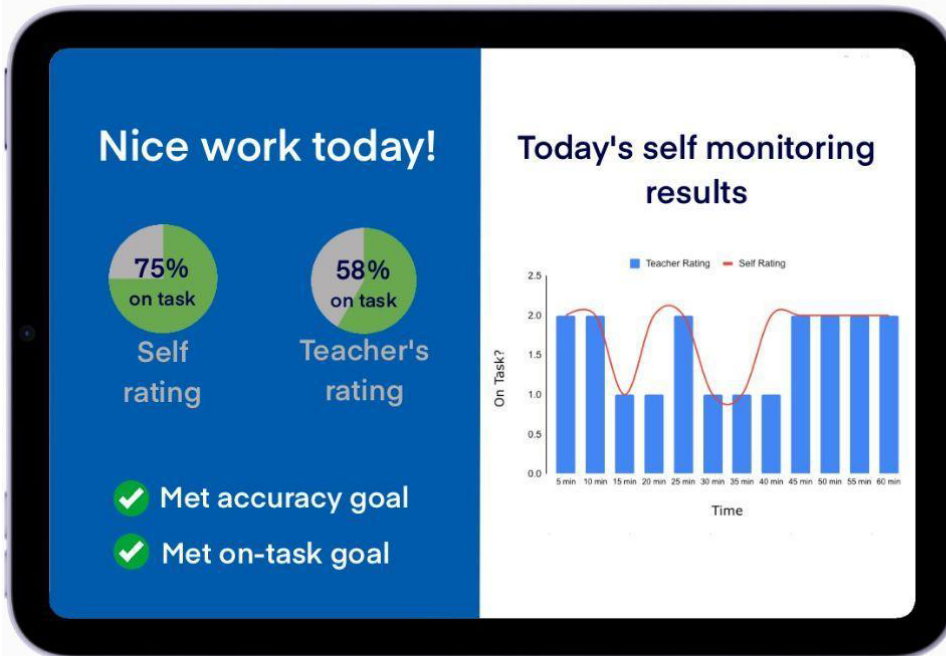 Nice work today!
75%
on task
Self
rating
58%
on task
Teacher's
rating
Met accuracy goal
Met on-task goal
Today's self monitoring
results
Teacher Rating
Self Rating
On Task?
2.5
2.0
1.5
1.0
0.5
0.0
5 min 10 min 15 min 20 min 25 min 30 min 35 min 40 min 45 min 50 min 55 min 60 min
Time